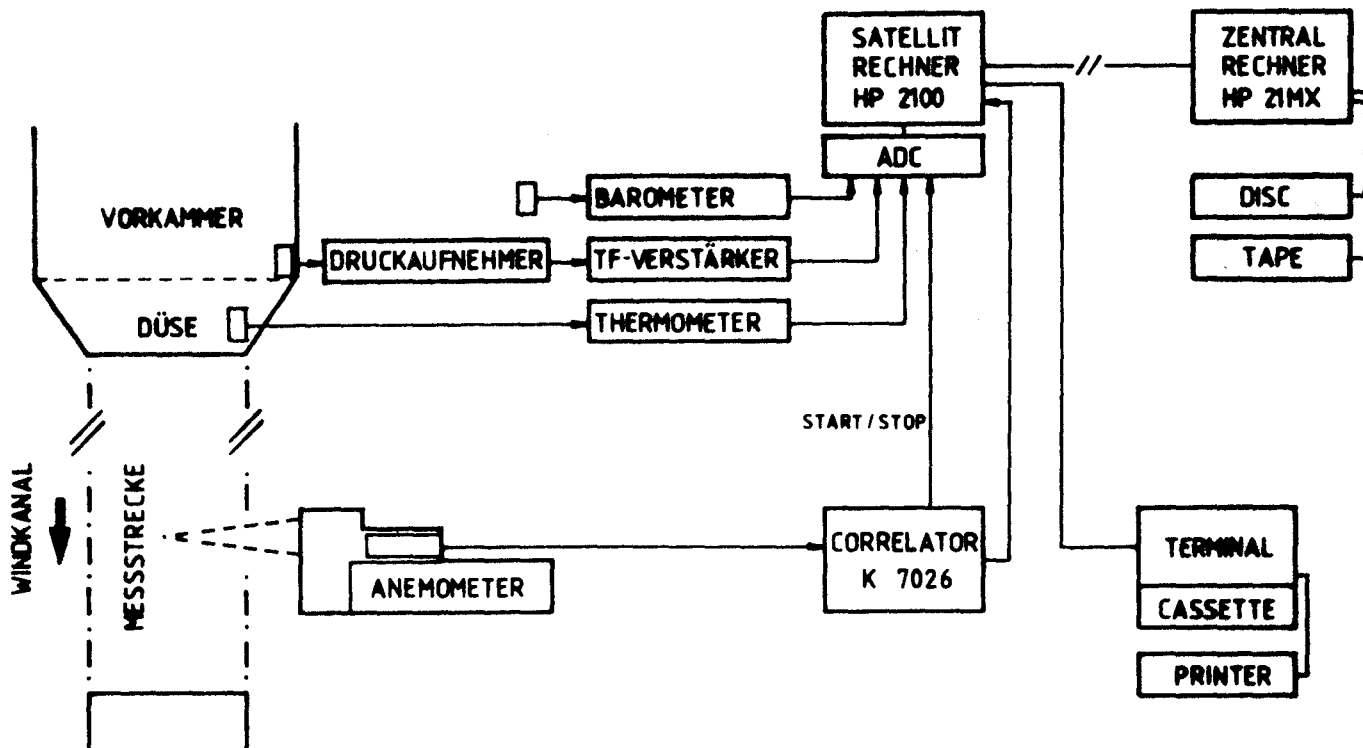 SATELLIT
RECHNER
HP 2100
ZENTRAL
RECHNER
HP 21MX
ADC
BAROMETER
DISC
VORKAMMER
DRUCKAUFNEHMER
TF-VERSTÄRKER
TAPE
DÜSE
THERMOMETER
START / STOP
WINDKANAL
MESSSTRECKE
CORRELATOR
K 7026
ANEMOMETER
TERMINAL
CASSETTE
PRINTER